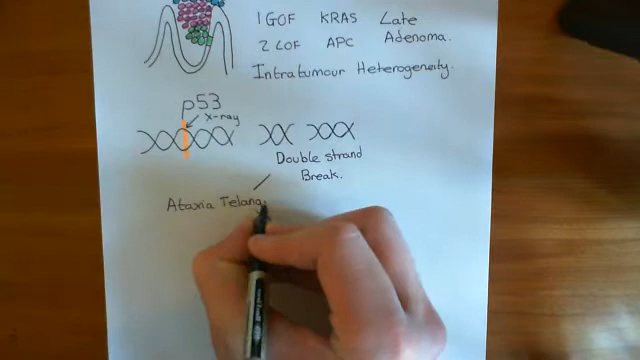 1 GOF KRAS Late
2 LOF APC Adenoma.
Intratumour Heterogeneity.
p53
x-ray
Double strand
Break.
Ataxia Telang